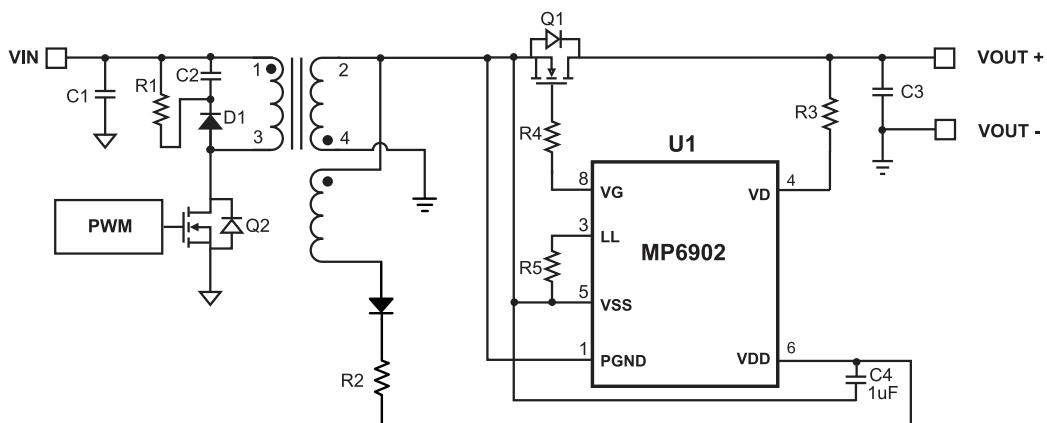 Q1
VIN
VOUT +
1
2
C2
R1
C1
C3
D1
R3
R4
3
4
VOUT -
U1
8
VG
VD
4
PWM
Q2
3
LL
MP6902
R5
5
VSS
1
PGND
VDD
6
R2
C4
1uF